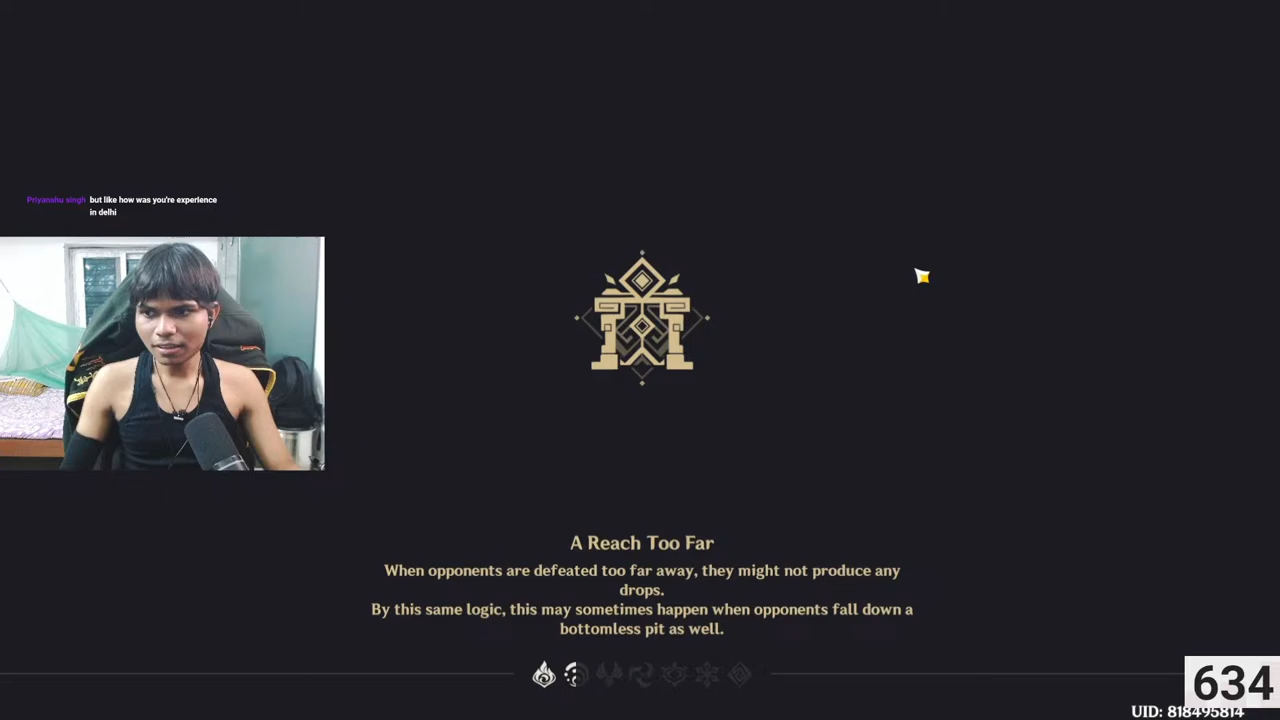 Priyanshu singh but like how was you're experience
in delhi
A Reach Too Far
When opponents are defeated too far away, they might not produce any
drops.
By this same logic, this may sometimes happen when opponents fall down a
bottomless pit as well.
634
UID: 818495814